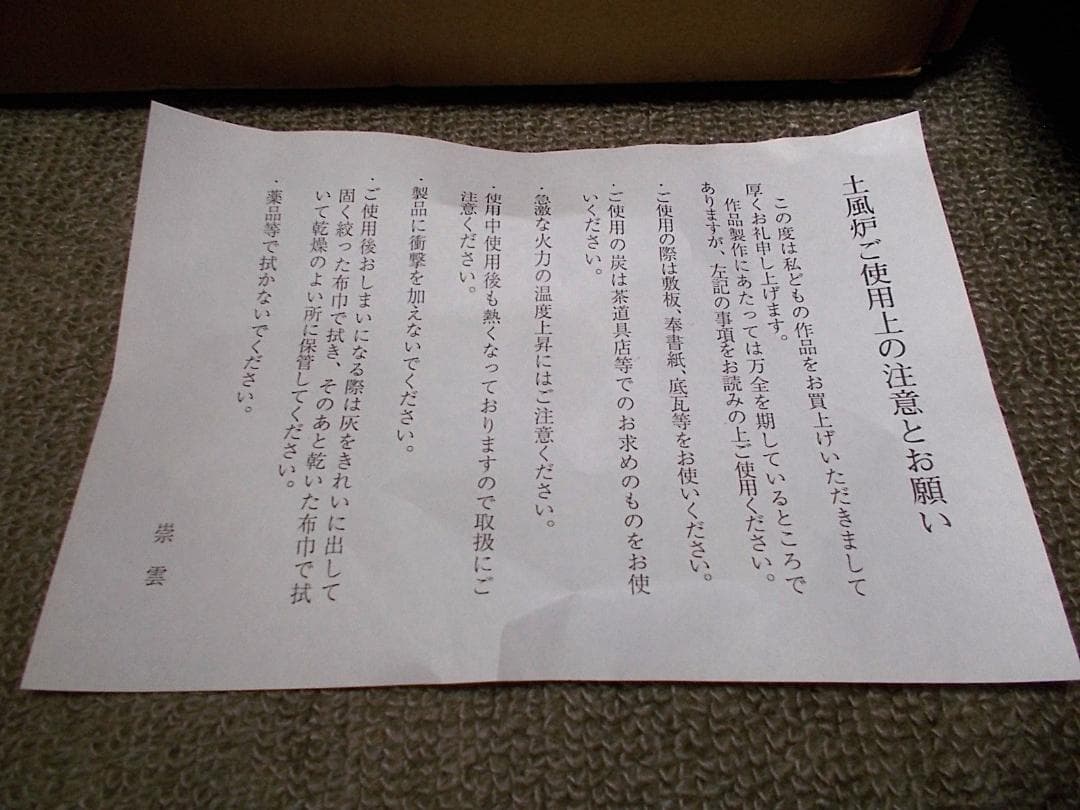 土風炉ご使用上の注意とお願い
この度は私どもの作品をお買上げいただきまして
厚くお礼申し上げます。
作品製作にあたっては万全を期しているところで
ありますが、左記の事項をお読みの上ご使用ください。
・ご使用の際は敷板、奉書紙、底瓦等をお使いください。
・ご使用の炭は茶道具店等でのお求めのものをお使
いください。
・急激な火力の温度上昇にはご注意ください。
・使用中使用後も熱くなっておりますので取扱にご
注意ください。
・製品に衝撃を加えないでください。
・ご使用後おしまいになる際は灰をきれいに出して
固く絞った布巾で拭き、そのあと乾いた布巾で拭
いて乾燥のよい所に保管してください。
・薬品等で拭かないでください。
崇雲